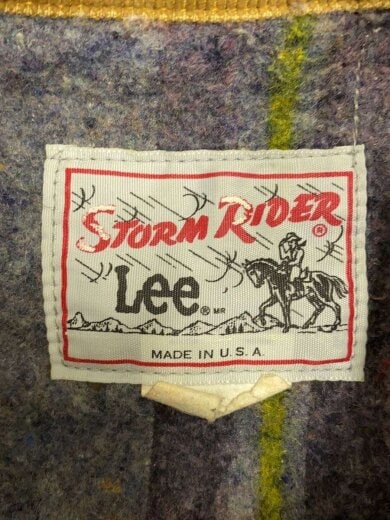 STORM RIDER ®
Lee ® MR
MADE IN U.S.A.